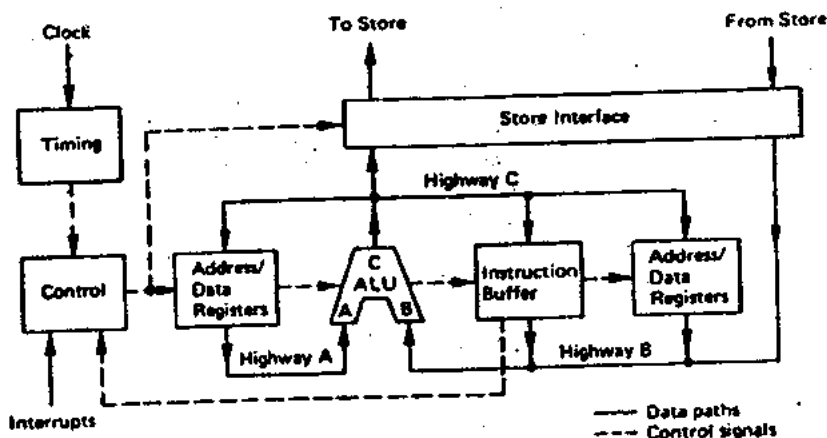 Clock
To Store
From Store
Timing
Store Interface
Highway C
Control
Address/
Data
Registers
C
ALU
A
B
Instruction
Buffer
Address/
Data
Registers
Highway A
Highway B
Interrupts
Data paths
Control signals